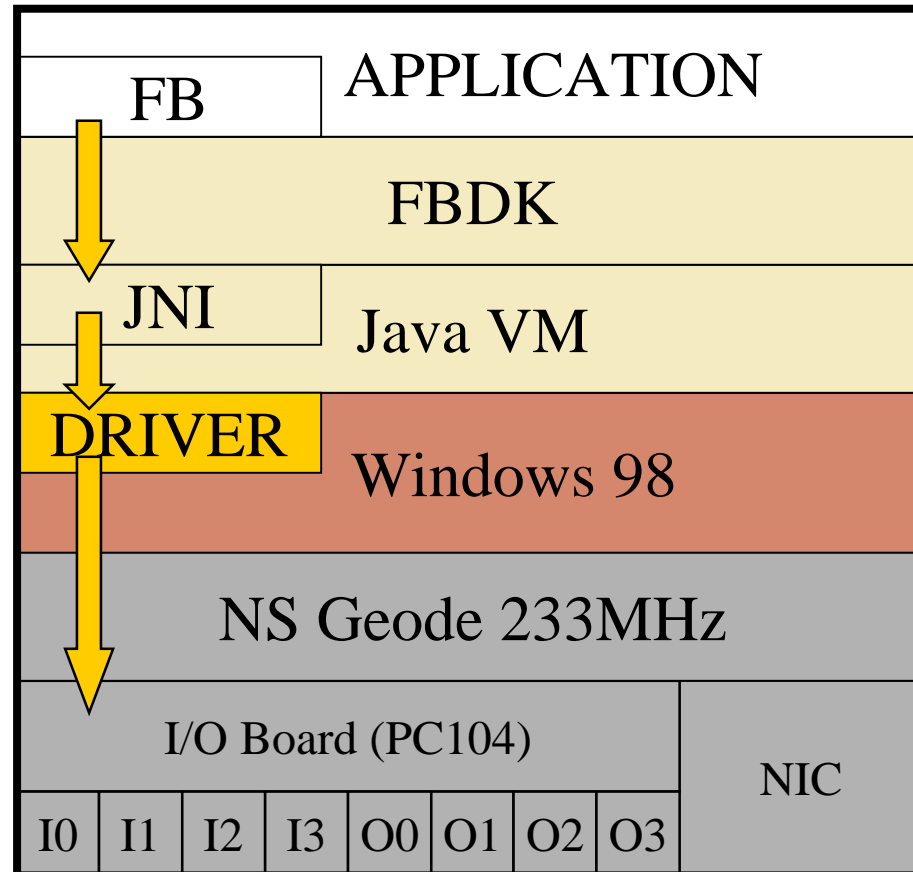 APPLICATION
FB
FBDK
JNI
Java VM
DRIVER
Windows 98
NS Geode 233MHz
I/O Board (PC104)
NIC
I0 I1 I2 I3 O0 O1 O2 O3